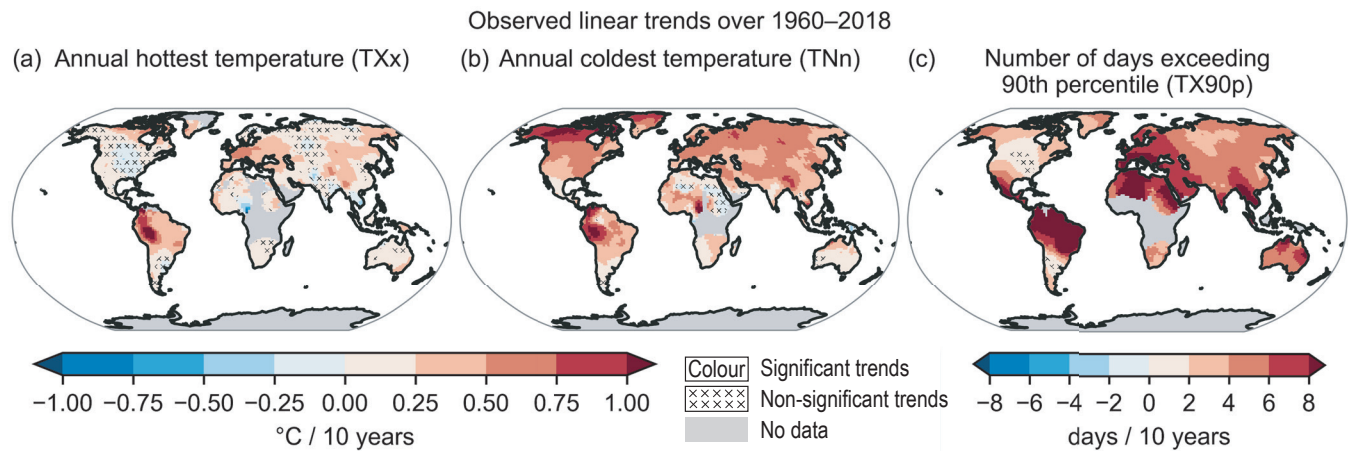 Observed linear trends over 1960–2018
(a) Annual hottest temperature (TXx)
(b) Annual coldest temperature (TNn)
(c) Number of days exceeding
90th percentile (TX90p)
−1.00 −0.75 −0.50 −0.25 0.00 0.25 0.50 0.75 1.00
°C / 10 years
Colour Significant trends
Non-significant trends
No data
−8 −6 −4 −2 0 2 4 6 8
days / 10 years